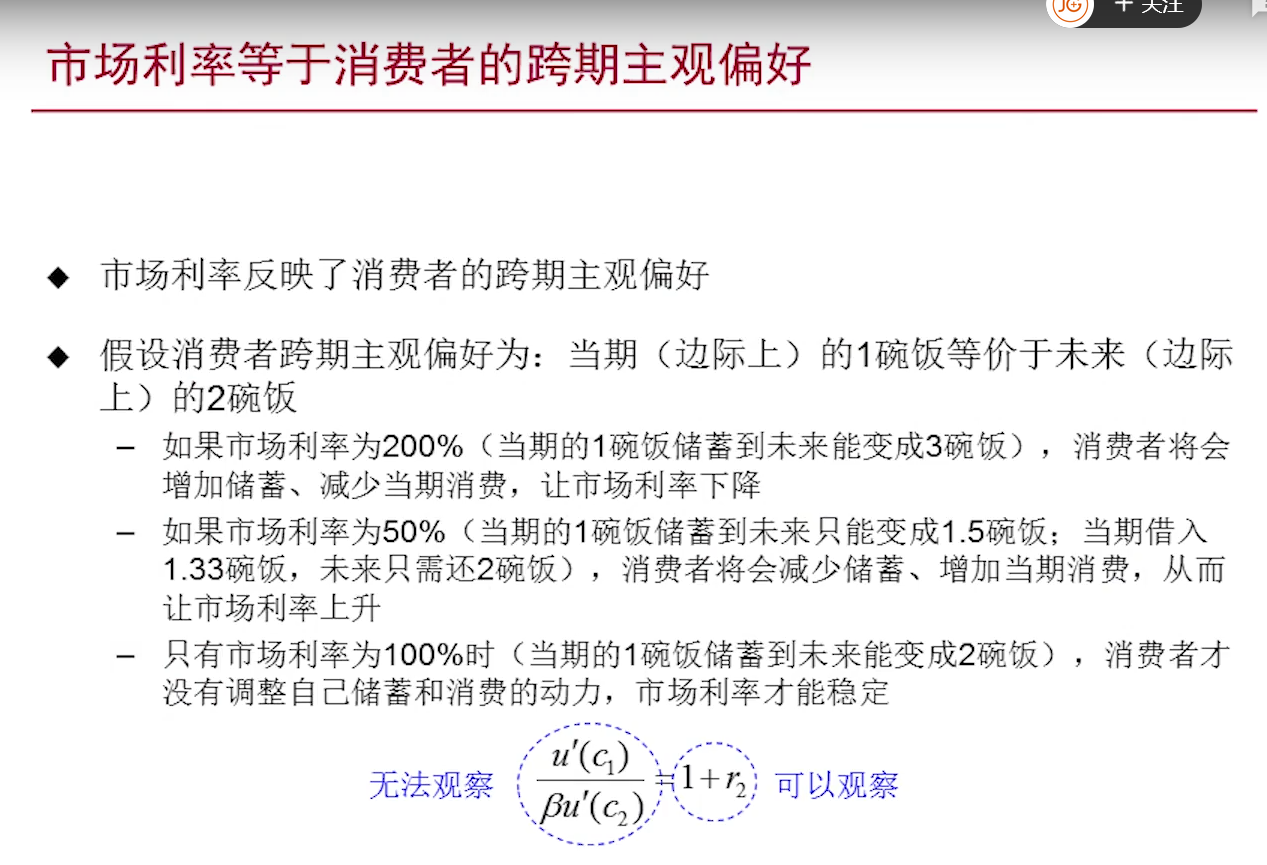 + 关注
市场利率等于消费者的跨期主观偏好
◆ 市场利率反映了消费者的跨期主观偏好
◆ 假设消费者跨期主观偏好为：当期（边际上）的1碗饭等价于未来（边际
上）的2碗饭
– 如果市场利率为200%（当期的1碗饭储蓄到未来能变成3碗饭），消费者将会
增加储蓄、减少当期消费，让市场利率下降
– 如果市场利率为50%（当期的1碗饭储蓄到未来只能变成1.5碗饭；当期借入
1.33碗饭，未来只需还2碗饭），消费者将会减少储蓄、增加当期消费，从而
让市场利率上升
– 只有市场利率为100%时（当期的1碗饭储蓄到未来能变成2碗饭），消费者才
没有调整自己储蓄和消费的动力，市场利率才能稳定
无法观察 u'(c₁) / βu'(c₂) = 1+r₂ 可以观察